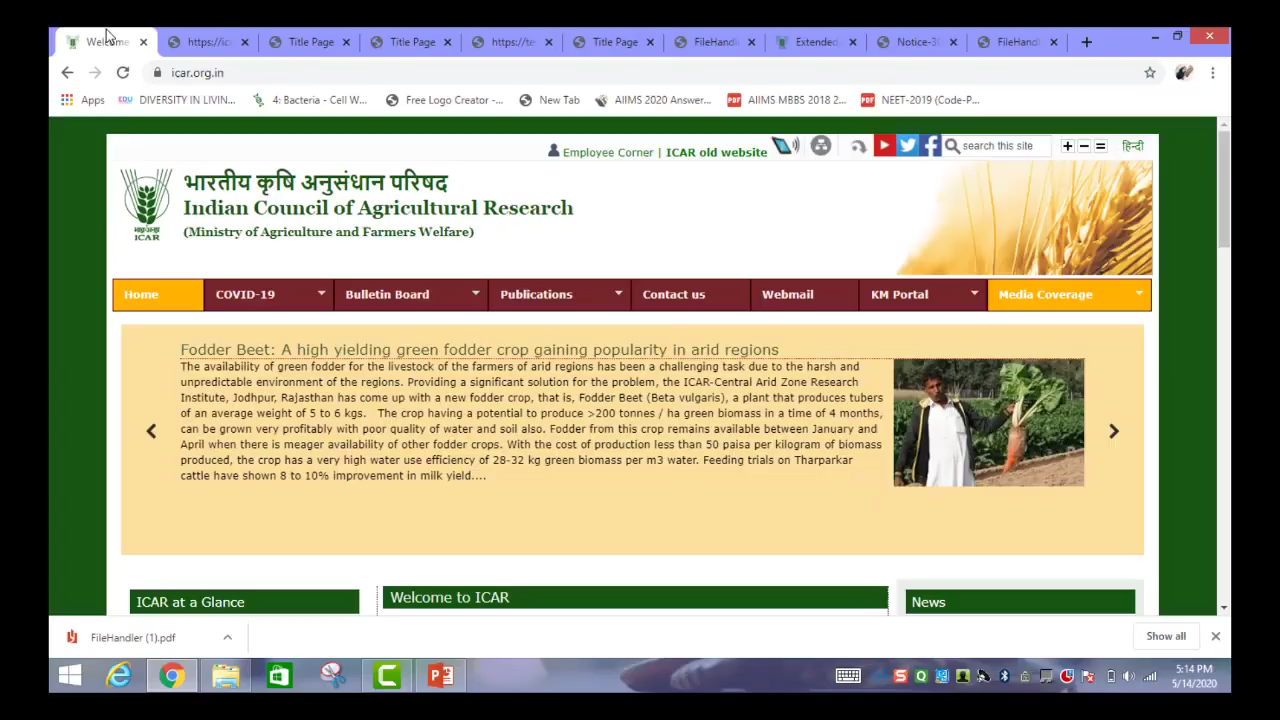 Welcome
https://ic
Title Page
Title Page
https://te
Title Page
FileHand
Extended
Notice-3
FileHand
icar.org.in
Apps
EDU DIVERSITY IN LIVIN...
4: Bacteria - Cell W...
Free Logo Creator -...
New Tab
AIIMS 2020 Answer...
PDF AIIMS MBBS 2018 2...
PDF NEET-2019 (Code-P...
Employee Corner | ICAR old website
search this site
हिन्दी
भारतीय कृषि अनुसंधान परिषद
Indian Council of Agricultural Research
(Ministry of Agriculture and Farmers Welfare)
ICAR
Home
COVID-19
Bulletin Board
Publications
Contact us
Webmail
KM Portal
Media Coverage
Fodder Beet: A high yielding green fodder crop gaining popularity in arid regions
The availability of green fodder for the livestock of the farmers of arid regions has been a challenging task due to the harsh and
unpredictable environment of the regions. Providing a significant solution for the problem, the ICAR-Central Arid Zone Research
Institute, Jodhpur, Rajasthan has come up with a new fodder crop, that is, Fodder Beet (Beta vulgaris), a plant that produces tubers
of an average weight of 5 to 6 kgs. The crop having a potential to produce >200 tonnes / ha green biomass in a time of 4 months,
can be grown very profitably with poor quality of water and soil also. Fodder from this crop remains available between January and
April when there is meager availability of other fodder crops. With the cost of production less than 50 paisa per kilogram of biomass
produced, the crop has a very high water use efficiency of 28-32 kg green biomass per m3 water. Feeding trials on Tharparkar
cattle have shown 8 to 10% improvement in milk yield....
ICAR at a Glance
Welcome to ICAR
News
FileHandler (1).pdf
Show all
5:14 PM
5/14/2020